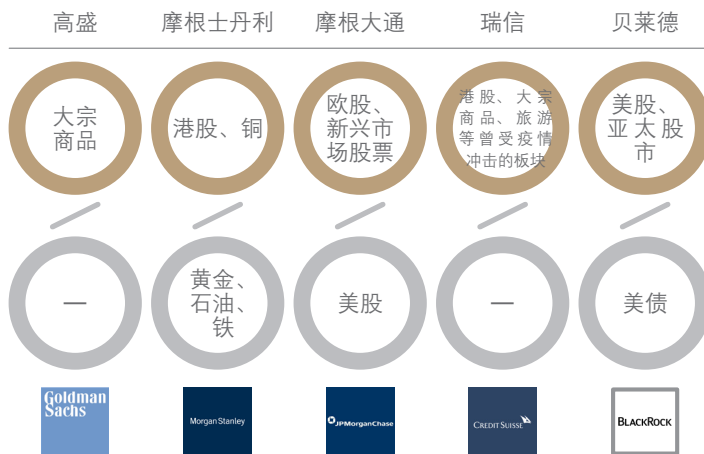 高盛
摩根士丹利
摩根大通
瑞信
贝莱德
大宗
商品
港股、铜
欧股、
新兴市
场股票
港股、大宗
商品、旅游
等曾受疫情
冲击的板块
美股、
亚太股
市
—
黄金、
石油、
铁
美股
—
美债
Goldman
Sachs
Morgan Stanley
JPMorganChase
CREDIT SUISSE
BLACKROCK